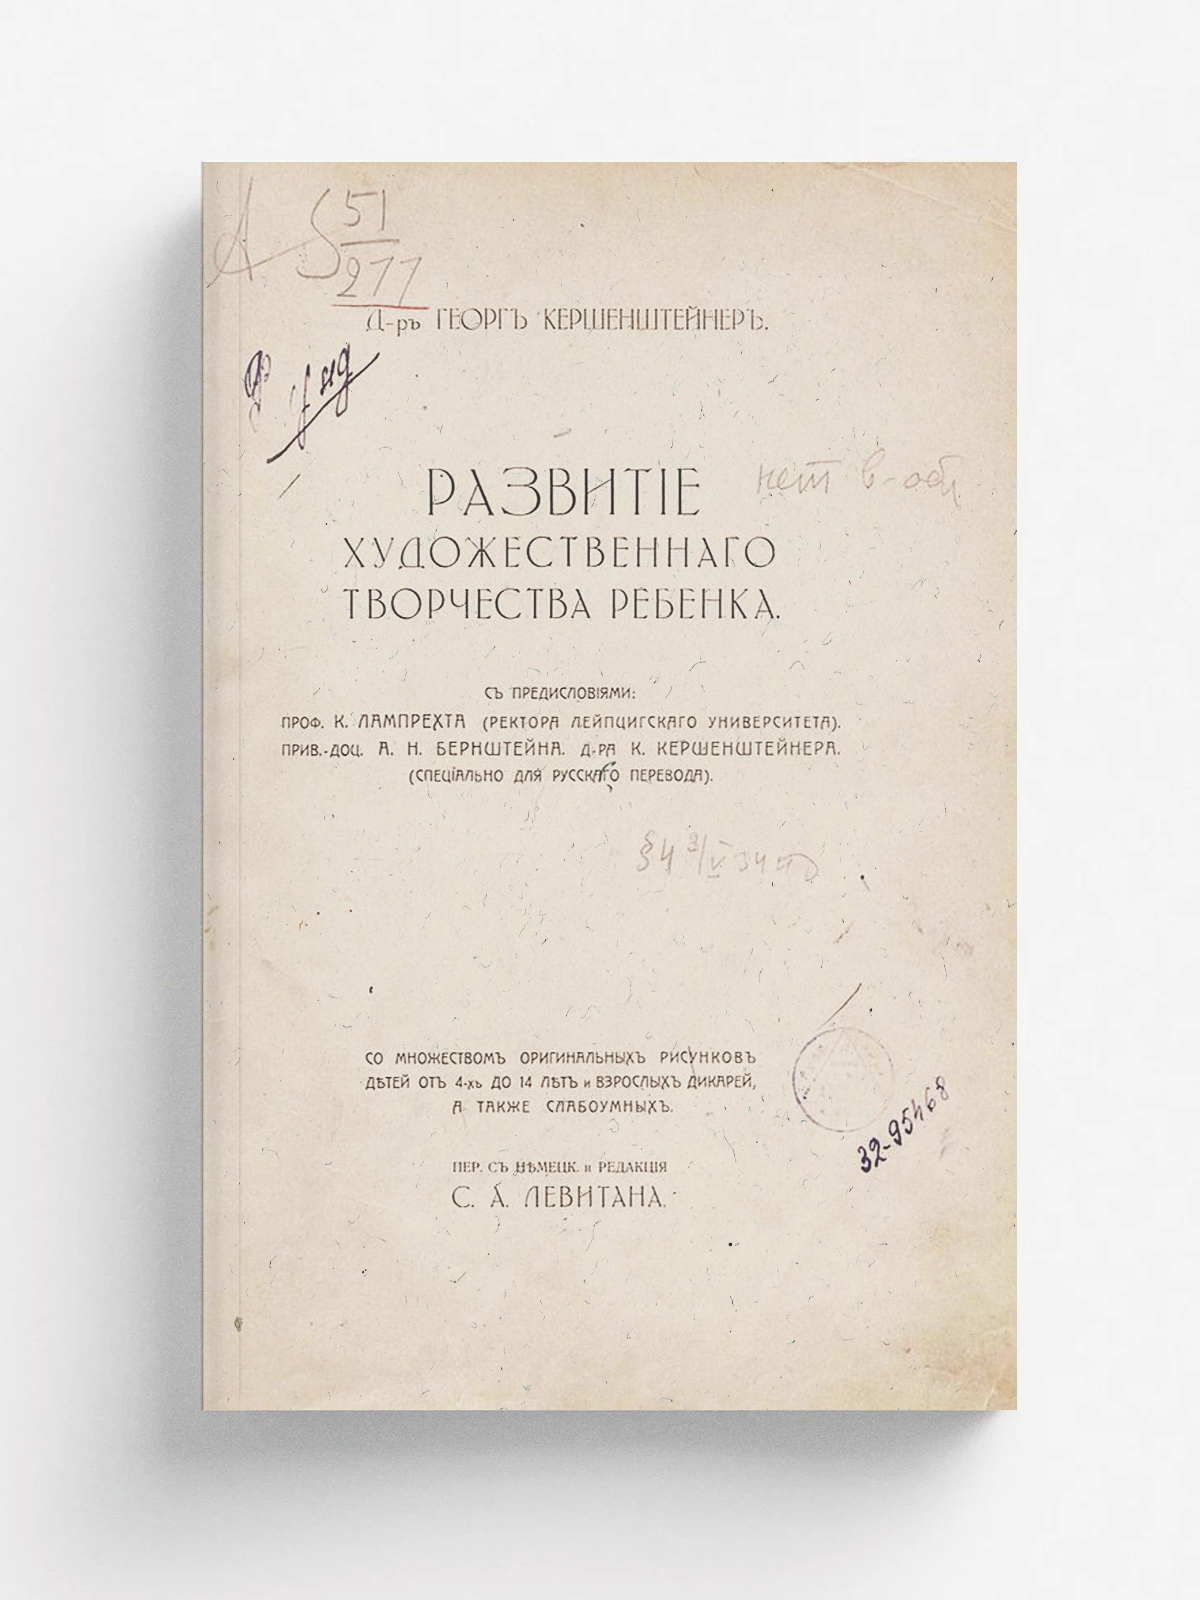 А 51
277
Д-ръ ГЕОРГЪ КЕРШЕНШТЕЙНЕРЪ.
РАЗВИТІЕ
нет в-обл
ХУДОЖЕСТВЕННАГО
ТВОРЧЕСТВА РЕБЕНКА.
СЪ ПРЕДИСЛОВІЯМИ:
ПРОФ. К. ЛАМПРЕХТА (РЕКТОРА ЛЕЙПЦИГСКАГО УНИВЕРСИТЕТА).
ПРИВ.-ДОЦ. А. Н. БЕРНШТЕЙНА. Д-РА К. КЕРШЕНШТЕЙНЕРА.
(СПЕЦІАЛЬНО ДЛЯ РУССКАГО ПЕРЕВОДА).
§4
СО МНОЖЕСТВОМЪ ОРИГИНАЛЬНЫХЪ РИСУНКОВЪ
ДѢТЕЙ ОТЪ 4-хъ ДО 14 ЛѢТЪ и ВЗРОСЛЫХЪ ДИКАРЕЙ,
А ТАКЖЕ СЛАБОУМНЫХЪ.
32-95468
ПЕР. СЪ НѢМЕЦК. и РЕДАКЦІЯ
С. А. ЛЕВИТАНА.